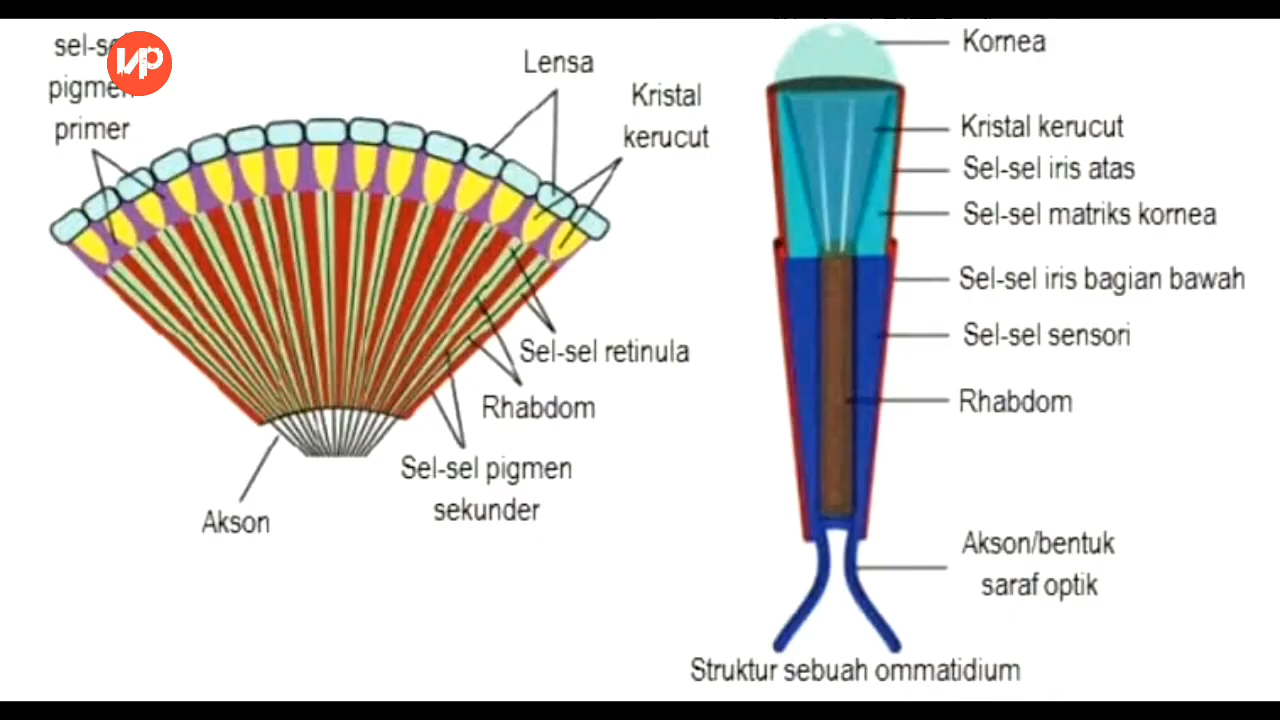 pigmen
primer
Lensa
Kristal
kerucut
Sel-sel retinula
Rhabdom
Sel-sel pigmen
sekunder
Akson
Kornea
Kristal kerucut
Sel-sel iris atas
Sel-sel matriks kornea
Sel-sel iris bagian bawah
Sel-sel sensori
Rhabdom
Akson/bentuk
saraf optik
Struktur sebuah ommatidium